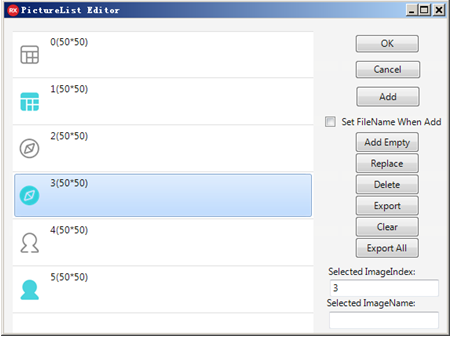 RX PictureList Editor
0(50*50)
1(50*50)
2(50*50)
3(50*50)
4(50*50)
5(50*50)
OK
Cancel
Add
Set FileName When Add
Add Empty
Replace
Delete
Export
Clear
Export All
Selected ImageIndex:
3
Selected ImageName: